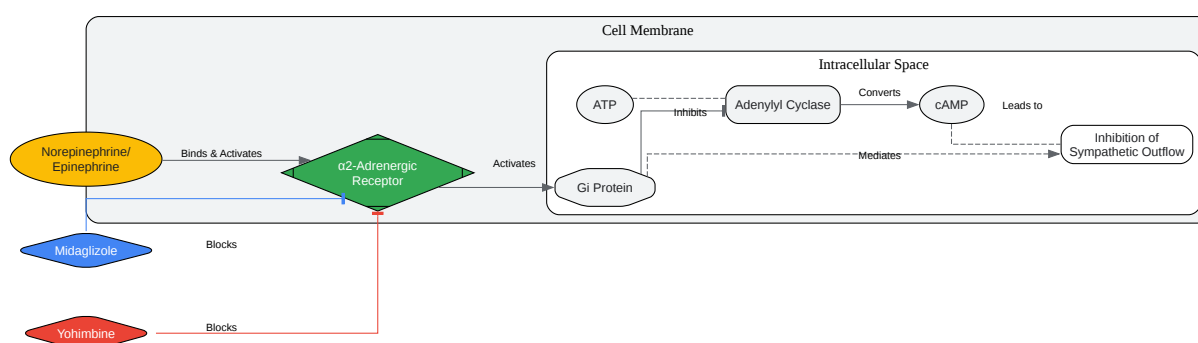 Cell Membrane
Intracellular Space
ATP
Adenylyl Cyclase
Converts
cAMP
Leads to
Inhibits
Norepinephrine/
Epinephrine
Binds & Activates
α2-Adrenergic
Receptor
Activates
Gi Protein
Mediates
Inhibition of
Sympathetic Outflow
Midaglizole
Blocks
Yohimbine
Blocks